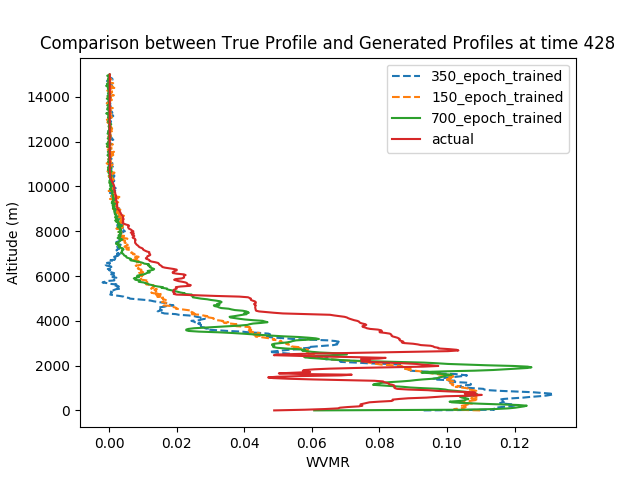 Comparison between True Profile and Generated Profiles at time 428
350_epoch_trained
150_epoch_trained
700_epoch_trained
actual
Altitude (m)
14000
12000
10000
8000
6000
4000
2000
0
0.00 0.02 0.04 0.06 0.08 0.10 0.12
WVMR